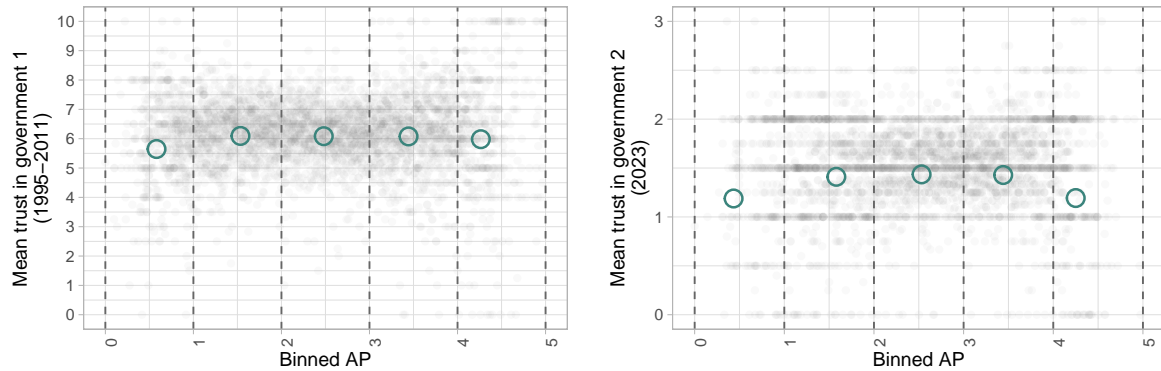 Mean trust in government 1
(1995−2011)
10
9
8
7
6
5
4
3
2
1
0
0 1 2 3 4 5
Binned AP
Mean trust in government 2
(2023)
3
2
1
0
0 1 2 3 4 5
Binned AP